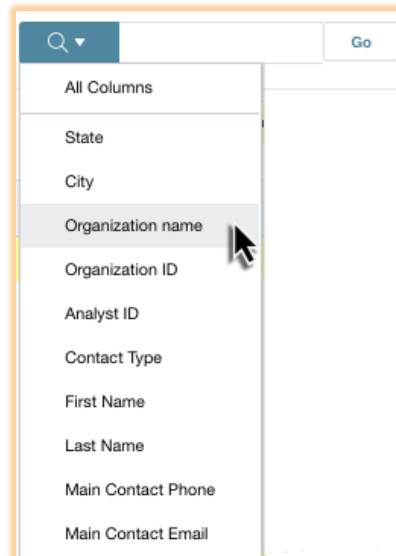 Go
All Columns
State
City
Organization name
Organization ID
Analyst ID
Contact Type
First Name
Last Name
Main Contact Phone
Main Contact Email